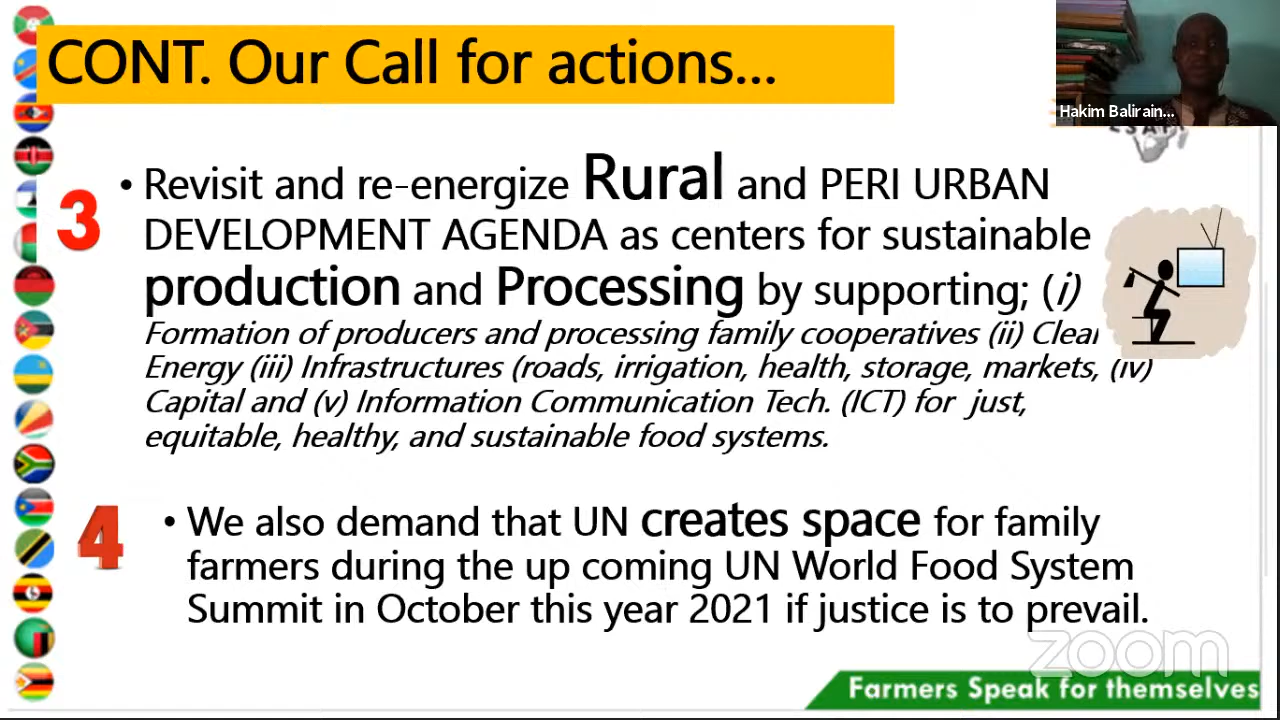 CONT. Our Call for actions...
Hakim Balirain...
3
• Revisit and re-energize Rural and PERI URBAN
DEVELOPMENT AGENDA as centers for sustainable
production and Processing by supporting; (i)
Formation of producers and processing family cooperatives (ii) Clean
Energy (iii) Infrastructures (roads, irrigation, health, storage, markets, (iv)
Capital and (v) Information Communication Tech. (ICT) for just,
equitable, healthy, and sustainable food systems.
4
• We also demand that UN creates space for family
farmers during the up coming UN World Food System
Summit in October this year 2021 if justice is to prevail.
zoom
Farmers Speak for themselves